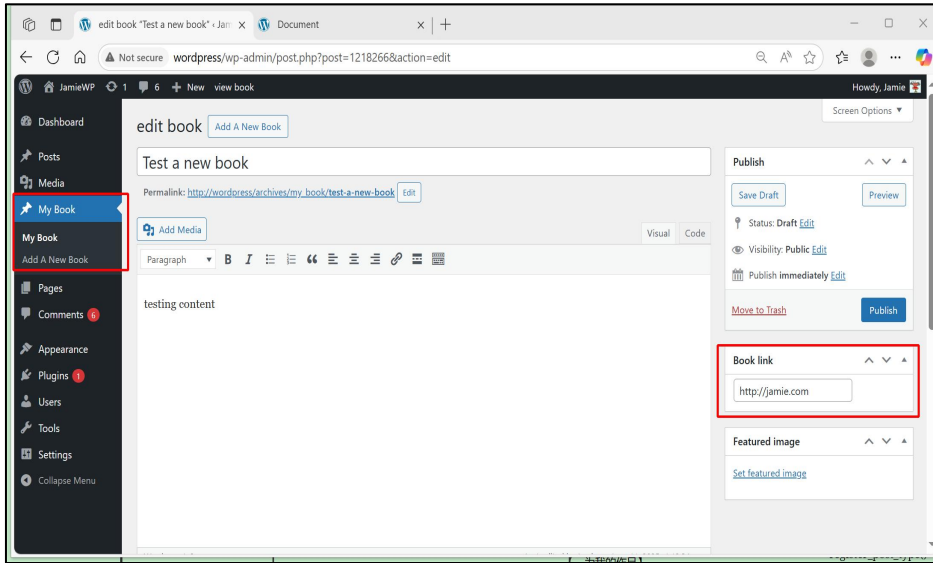 edit book "Test a new book" ‹ Jam
Document
Not secure wordpress/wp-admin/post.php?post=1218266&action=edit
JamieWP 1 6 New view book
Howdy, Jamie
Screen Options
Dashboard
Posts
Media
My Book
My Book
Add A New Book
Pages
Comments 6
Appearance
Plugins 1
Users
Tools
Settings
Collapse Menu
edit book Add A New Book
Test a new book
Permalink: http://wordpress/archives/my_book/test-a-new-book Edit
Add Media
Visual Code
Paragraph
testing content
Publish
Save Draft Preview
Status: Draft Edit
Visibility: Public Edit
Publish immediately Edit
Move to Trash Publish
Book link
http://jamie.com
Featured image
Set featured image